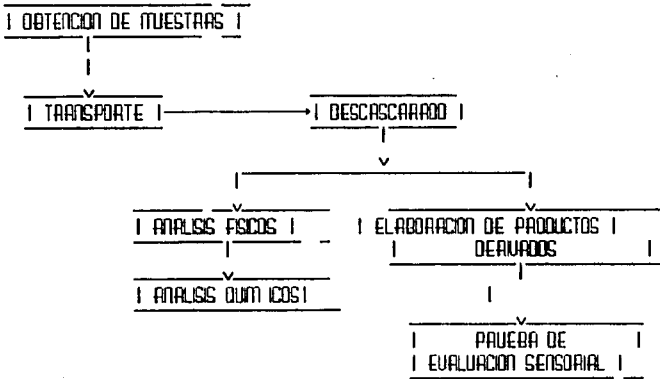 OBTENCION DE MUESTRAS
TRANSPORTE
DESCASCARADO
ANALISIS FISICOS
ELABORACION DE PRODUCTOS
DERIVADOS
ANALISIS QUIMICOS
PRUEBA DE
EVALUACION SENSORIAL